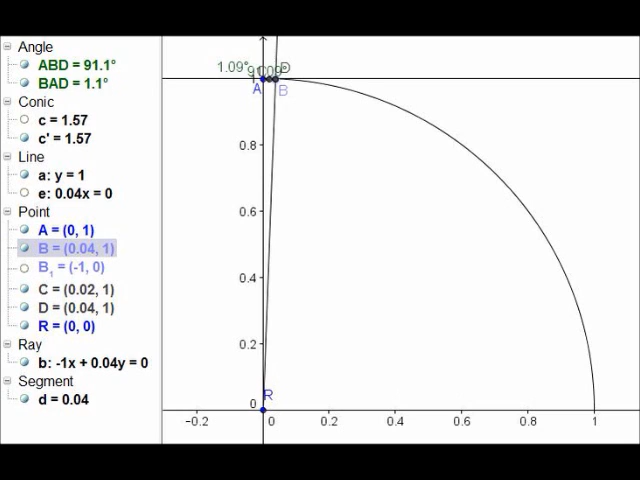 Angle
ABD = 91.1°
BAD = 1.1°
Conic
c = 1.57
c' = 1.57
Line
a: y = 1
e: 0.04x = 0
Point
A = (0, 1)
B = (0.04, 1)
B₁ = (-1, 0)
C = (0.02, 1)
D = (0.04, 1)
R = (0, 0)
Ray
b: -1x + 0.04y = 0
Segment
d = 0.04
1.09°
D
1
A
B
0.8
0.6
0.4
0.2
0
R
-0.2
0
0.2
0.4
0.6
0.8
1